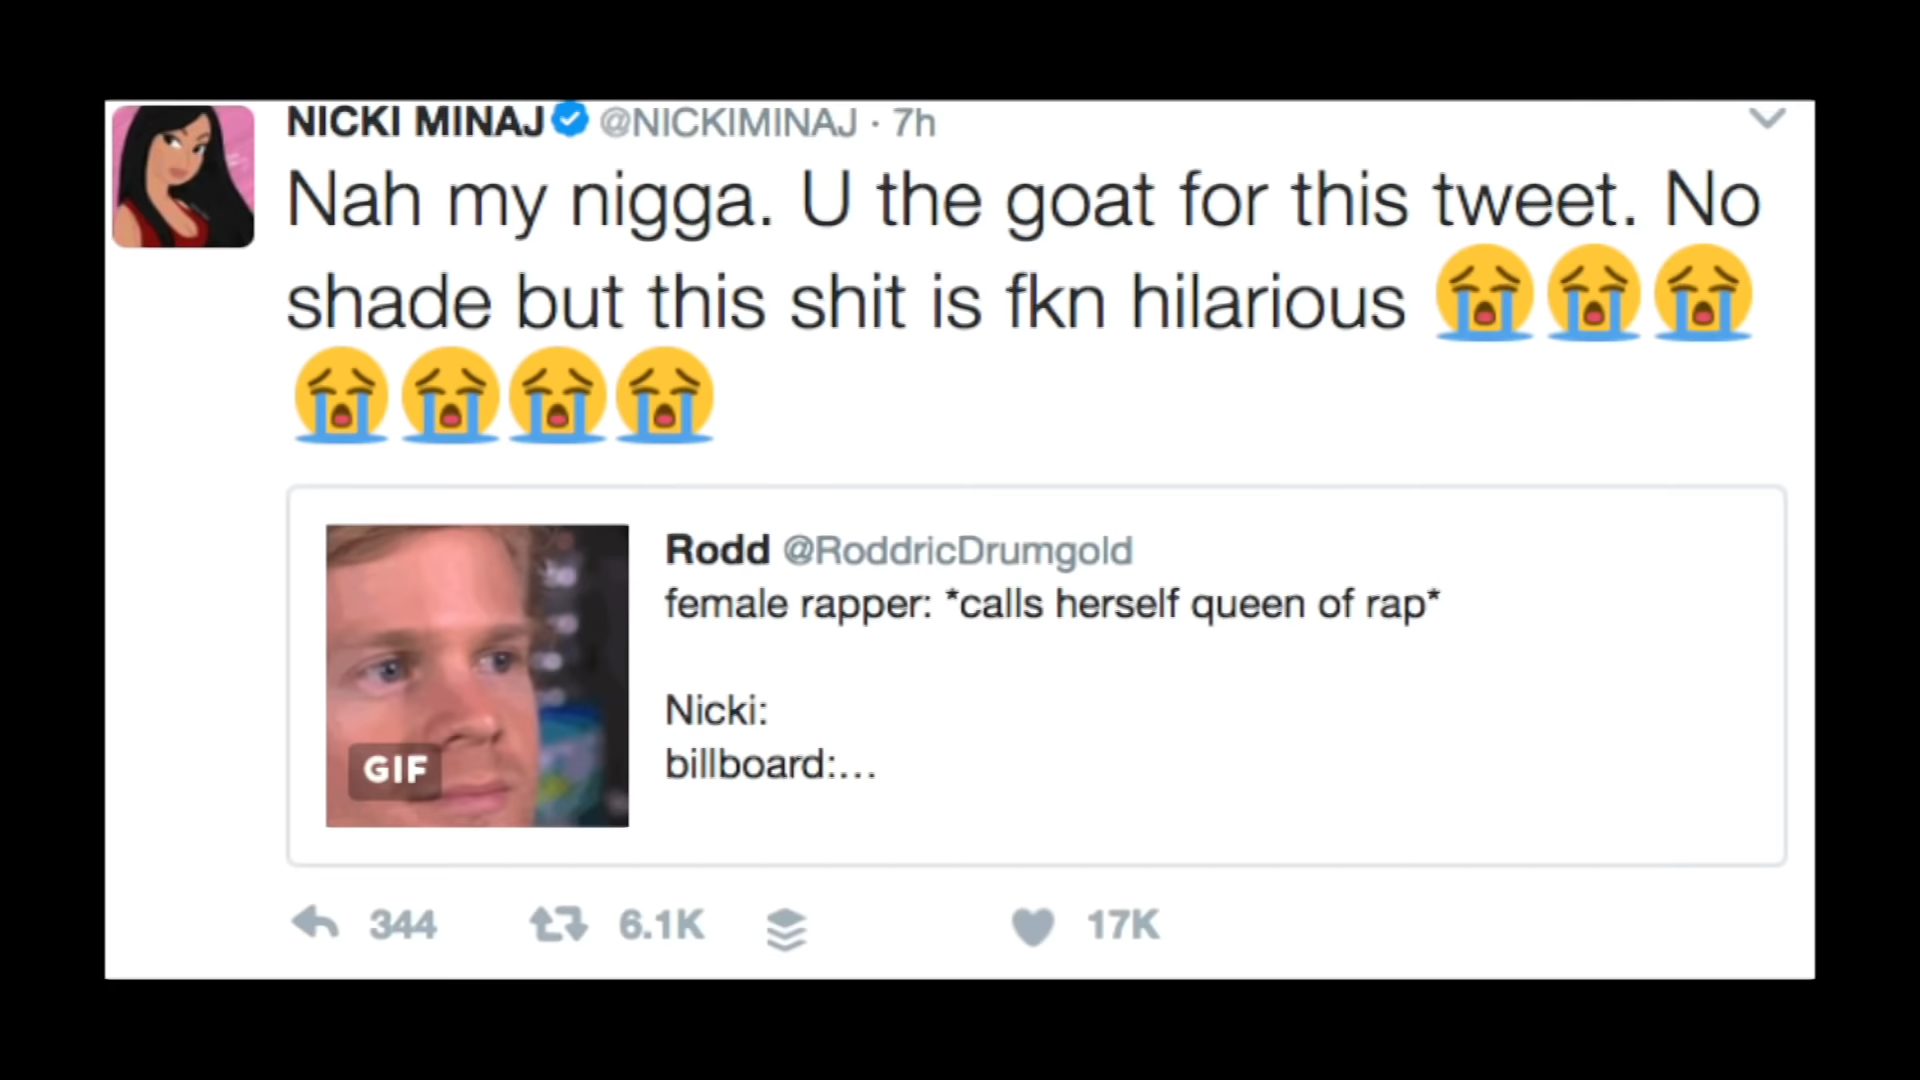 NICKI MINAJ @NICKIMINAJ · 7h
Nah my nigga. U the goat for this tweet. No
shade but this shit is fkn hilarious 😭😭😭
😭😭😭😭
Rodd @RoddricDrumgold
female rapper: *calls herself queen of rap*
Nicki:
billboard:...
GIF
344 6.1K 17K